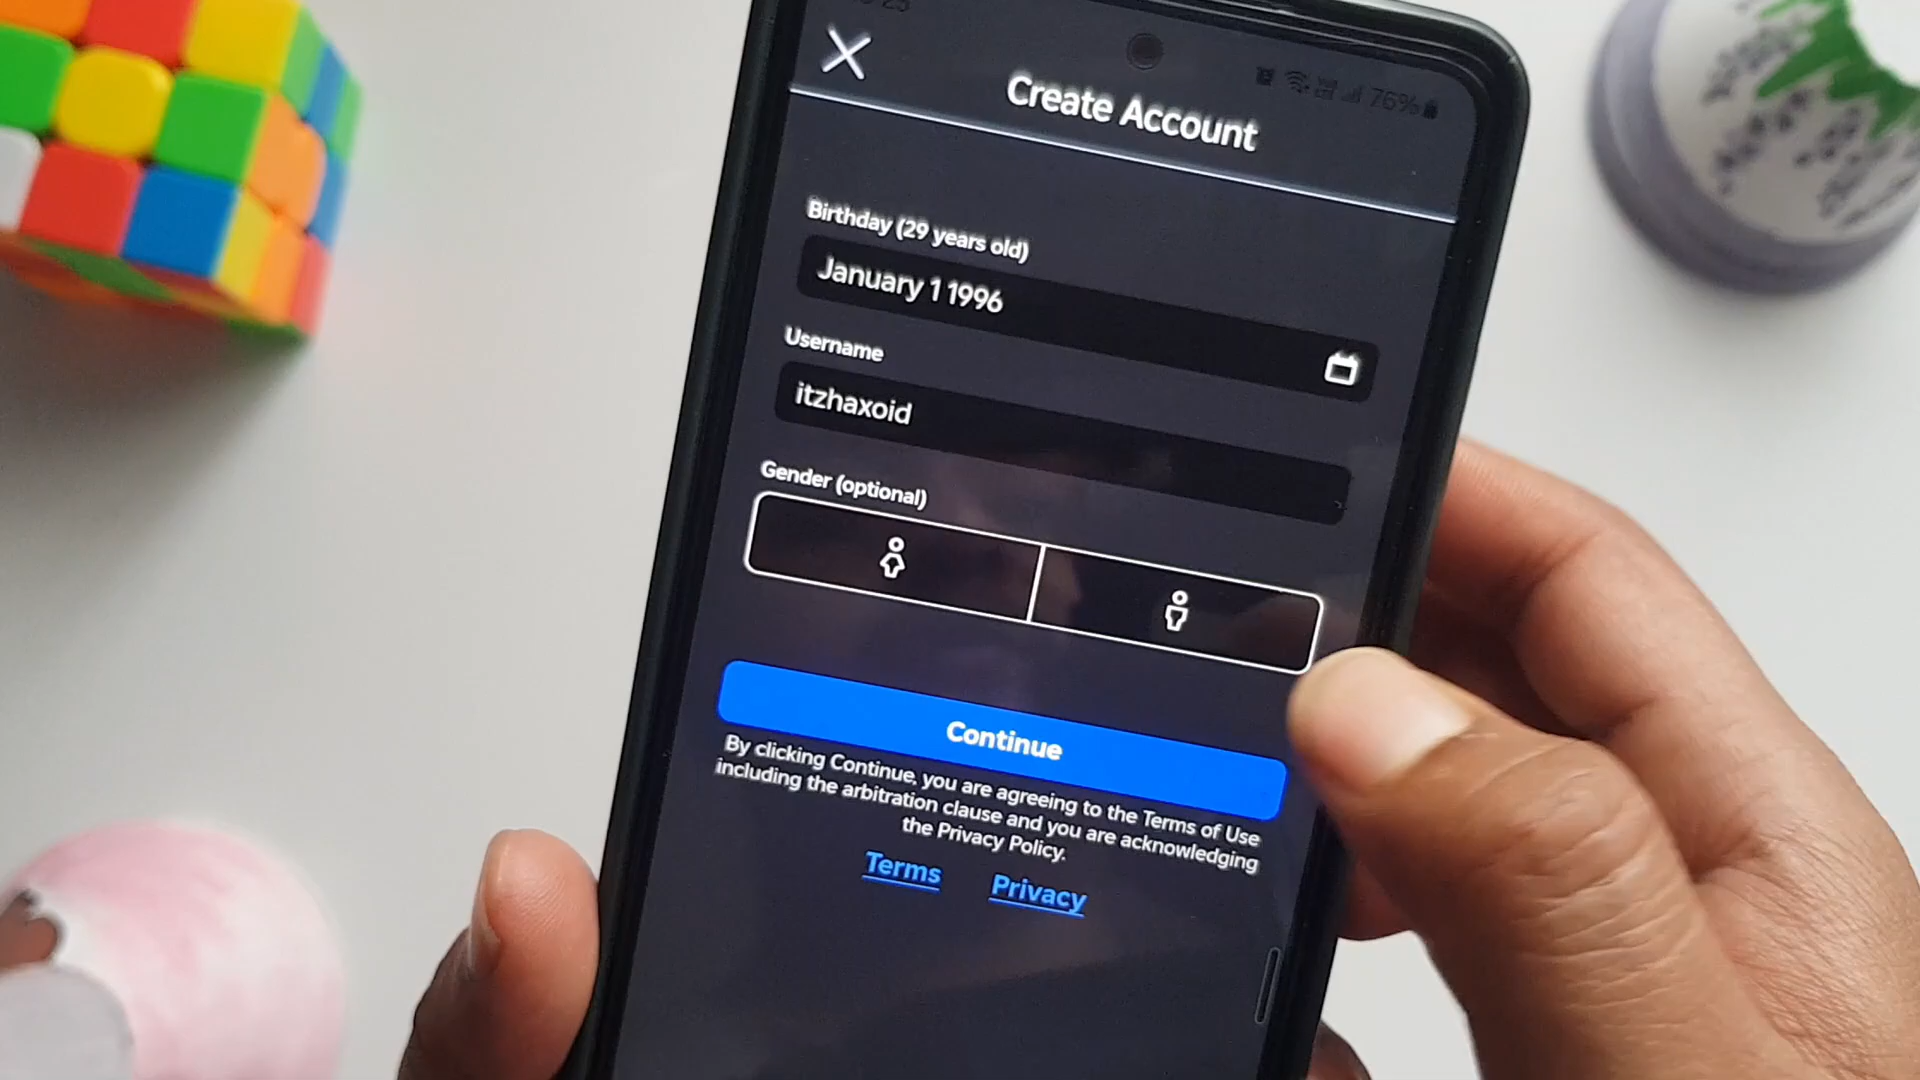 76%
Create Account
Birthday (29 years old)
January 1 1996
Username
itzhaxoid
Gender (optional)
Continue
By clicking Continue, you are agreeing to the Terms of Use
including the arbitration clause and you are acknowledging
the Privacy Policy.
Terms Privacy